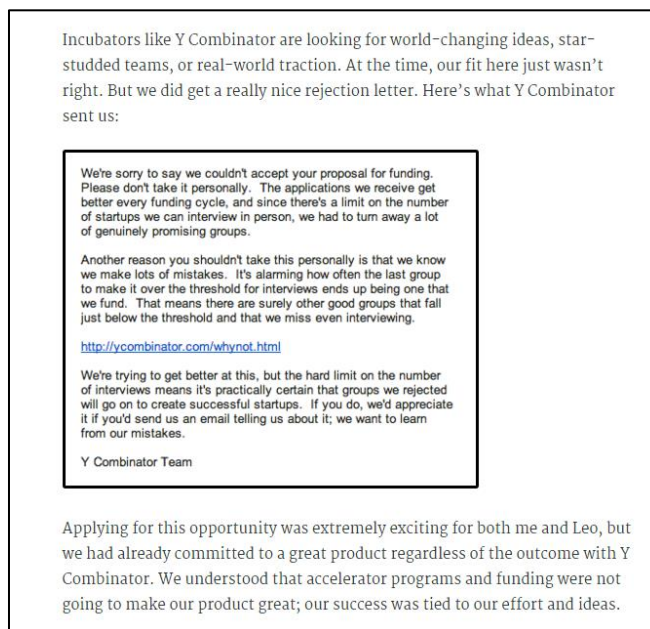 Incubators like Y Combinator are looking for world-changing ideas, star-
studded teams, or real-world traction. At the time, our fit here just wasn’t
right. But we did get a really nice rejection letter. Here’s what Y Combinator
sent us:
We're sorry to say we couldn't accept your proposal for funding.
Please don't take it personally.  The applications we receive get
better every funding cycle, and since there's a limit on the number
of startups we can interview in person, we had to turn away a lot
of genuinely promising groups.
Another reason you shouldn't take this personally is that we know
we make lots of mistakes.  It's alarming how often the last group
to make it over the threshold for interviews ends up being one that
we fund.  That means there are surely other good groups that fall
just below the threshold and that we miss even interviewing.
http://ycombinator.com/whynot.html
We're trying to get better at this, but the hard limit on the number
of interviews means it's practically certain that groups we rejected
will go on to create successful startups.  If you do, we'd appreciate
it if you'd send us an email telling us about it; we want to learn
from our mistakes.
Y Combinator Team
Applying for this opportunity was extremely exciting for both me and Leo, but
we had already committed to a great product regardless of the outcome with Y
Combinator. We understood that accelerator programs and funding were not
going to make our product great; our success was tied to our effort and ideas.